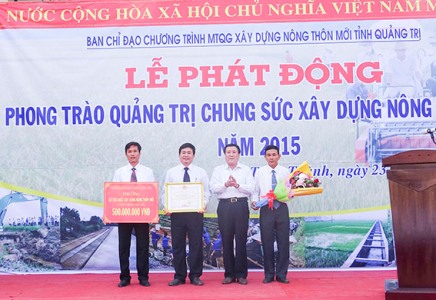 NƯỚC CỘNG HÒA XÃ HỘI CHỦ NGHĨA VIỆT NAM M
BAN CHỈ ĐẠO CHƯƠNG TRÌNH MTQG XÂY DỰNG NÔNG THÔN MỚI TỈNH QUẢNG TRỊ
LỄ PHÁT ĐỘNG
PHONG TRÀO QUẢNG TRỊ CHUNG SỨC XÂY DỰNG NÔNG
NĂM 2015
ngày 23
500.000.000 VNĐ